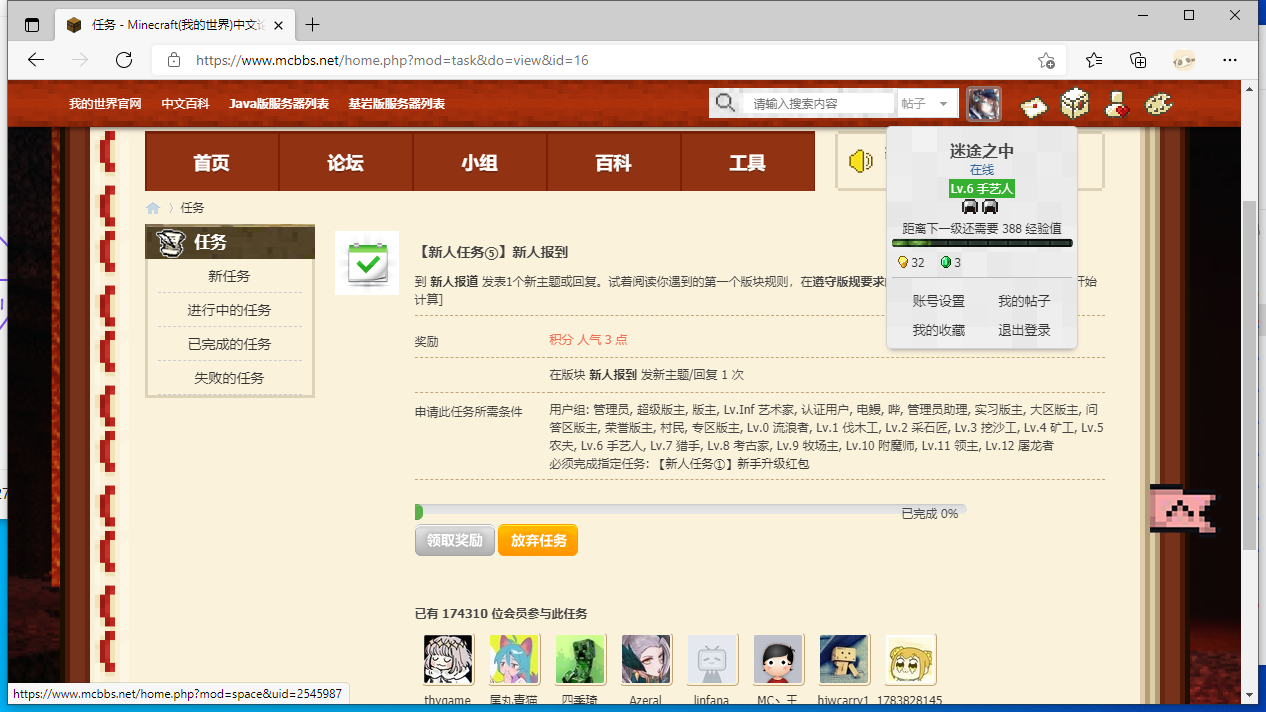 任务 - Minecraft(我的世界)中文论
https://www.mcbbs.net/home.php?mod=task&do=view&id=16
我的世界官网 中文百科 Java版服务器列表 基岩版服务器列表
请输入搜索内容 帖子
首页 论坛 小组 百科 工具
迷途之中
在线
Lv.6 手艺人
距离下一级还需要 388 经验值
32 3
账号设置 我的帖子
我的收藏 退出登录
任务
任务
新任务
进行中的任务
已完成的任务
失败的任务
【新人任务⑤】新人报到
到 新人报道 发表1个新主题或回复。试着阅读你遇到的第一个版块规则，在遵守版规要求 开始
计算]
奖励 积分 人气 3 点
在版块 新人报到 发新主题/回复 1 次
申请此任务所需条件 用户组: 管理员, 超级版主, 版主, Lv.Inf 艺术家, 认证用户, 电鳗, 哗, 管理员助理, 实习版主, 大区版主, 问
答区版主, 荣誉版主, 村民, 专区版主, Lv.0 流浪者, Lv.1 伐木工, Lv.2 采石匠, Lv.3 挖沙工, Lv.4 矿工, Lv.5
农夫, Lv.6 手艺人, Lv.7 猎手, Lv.8 考古家, Lv.9 牧场主, Lv.10 附魔师, Lv.11 领主, Lv.12 屠龙者
必须完成指定任务: 【新人任务①】新手升级红包
已完成 0%
领取奖励 放弃任务
已有 174310 位会员参与此任务
thygame 尾丸青猫 四季琦 Azeral linfana MC丶王 hjwcarry1 1783828145
https://www.mcbbs.net/home.php?mod=space&uid=2545987